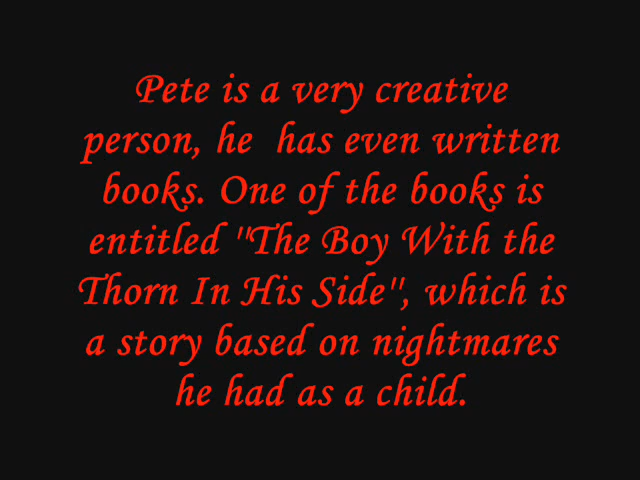 Pete is a very creative
person, he  has even written
books. One of the books is
entitled "The Boy With the
Thorn In His Side", which is
a story based on nightmares
he had as a child.